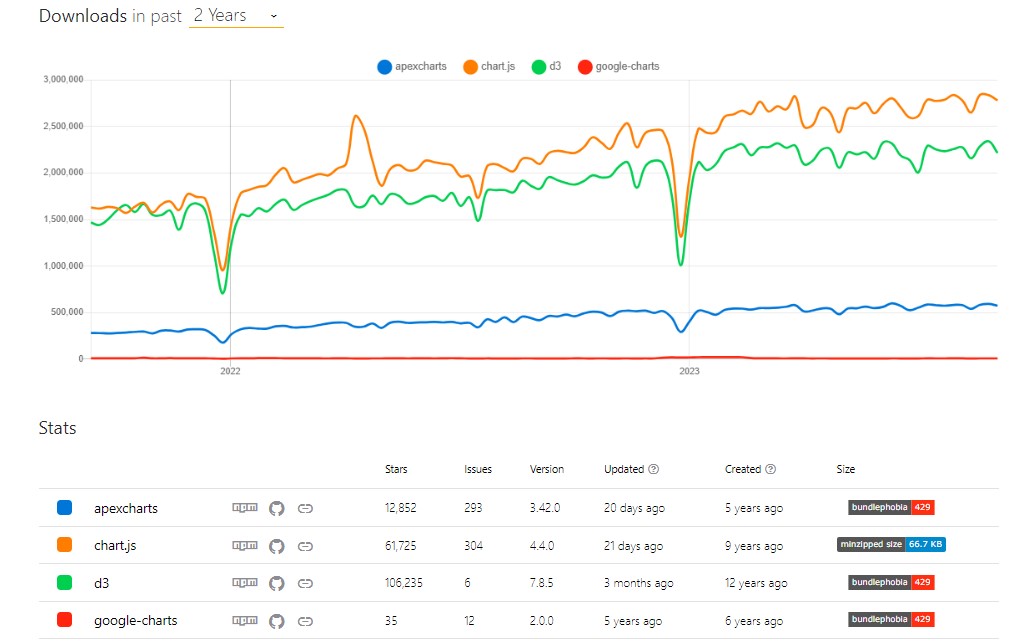 Downloads in past 2 Years
apexcharts chart.js d3 google-charts
3,000,000
2,500,000
2,000,000
1,500,000
1,000,000
500,000
0
2022 2023
Stats
Stars Issues Version Updated ? Created ? Size
apexcharts npm 12,852 293 3.42.0 20 days ago 5 years ago bundlephobia 429
chart.js npm 61,725 304 4.4.0 21 days ago 9 years ago minzipped size 66.7 KB
d3 npm 106,235 6 7.8.5 3 months ago 12 years ago bundlephobia 429
google-charts npm 35 12 2.0.0 5 years ago 6 years ago bundlephobia 429